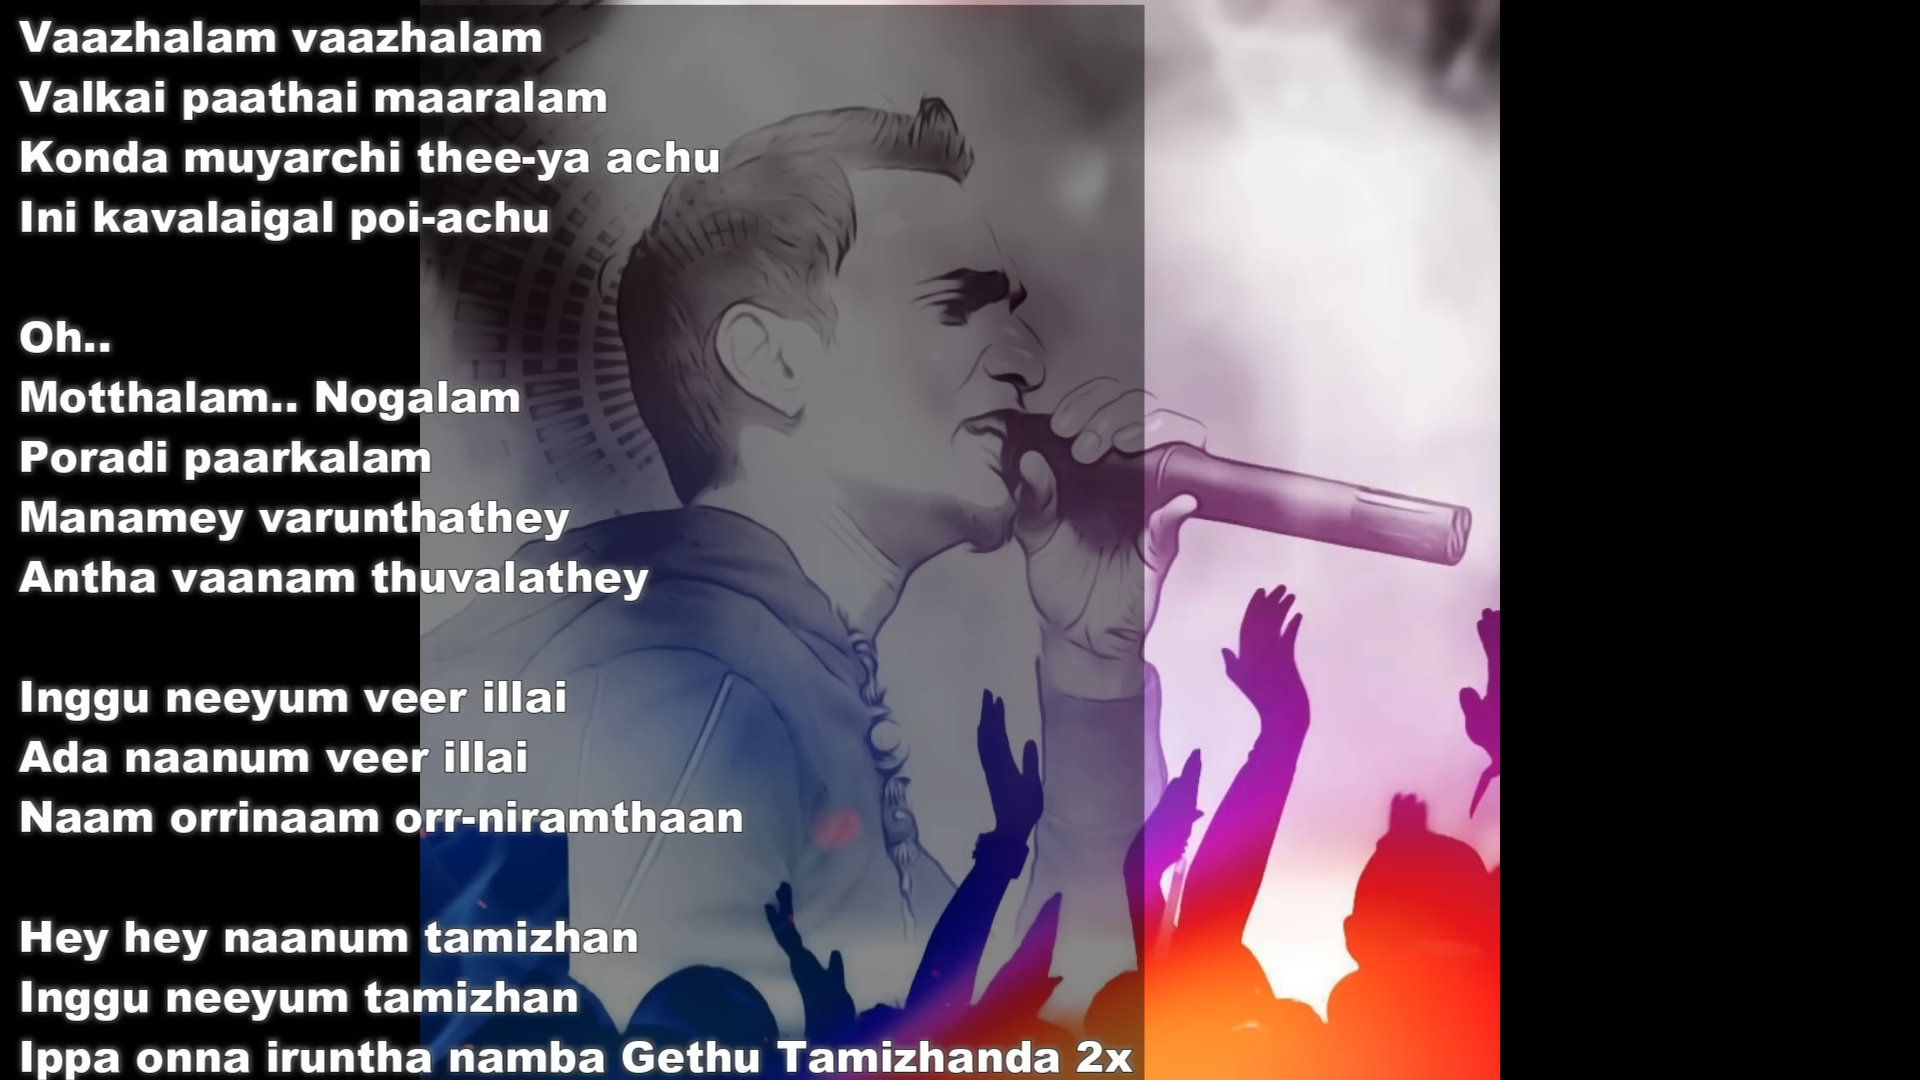 Vaazhalam vaazhalam
Valkai paathai maaralam
Konda muyarchi thee-ya achu
Ini kavalaigal poi-achu
Oh..
Motthalam.. Nogalam
Poradi paarkalam
Manamey varunthathey
Antha vaanam thuvalathey
Inggu neeyum veer illai
Ada naanum veer illai
Naam orrinaam orr-niramthaan
Hey hey naanum tamizhan
Inggu neeyum tamizhan
Ippa onna iruntha namba Gethu Tamizhanda 2x